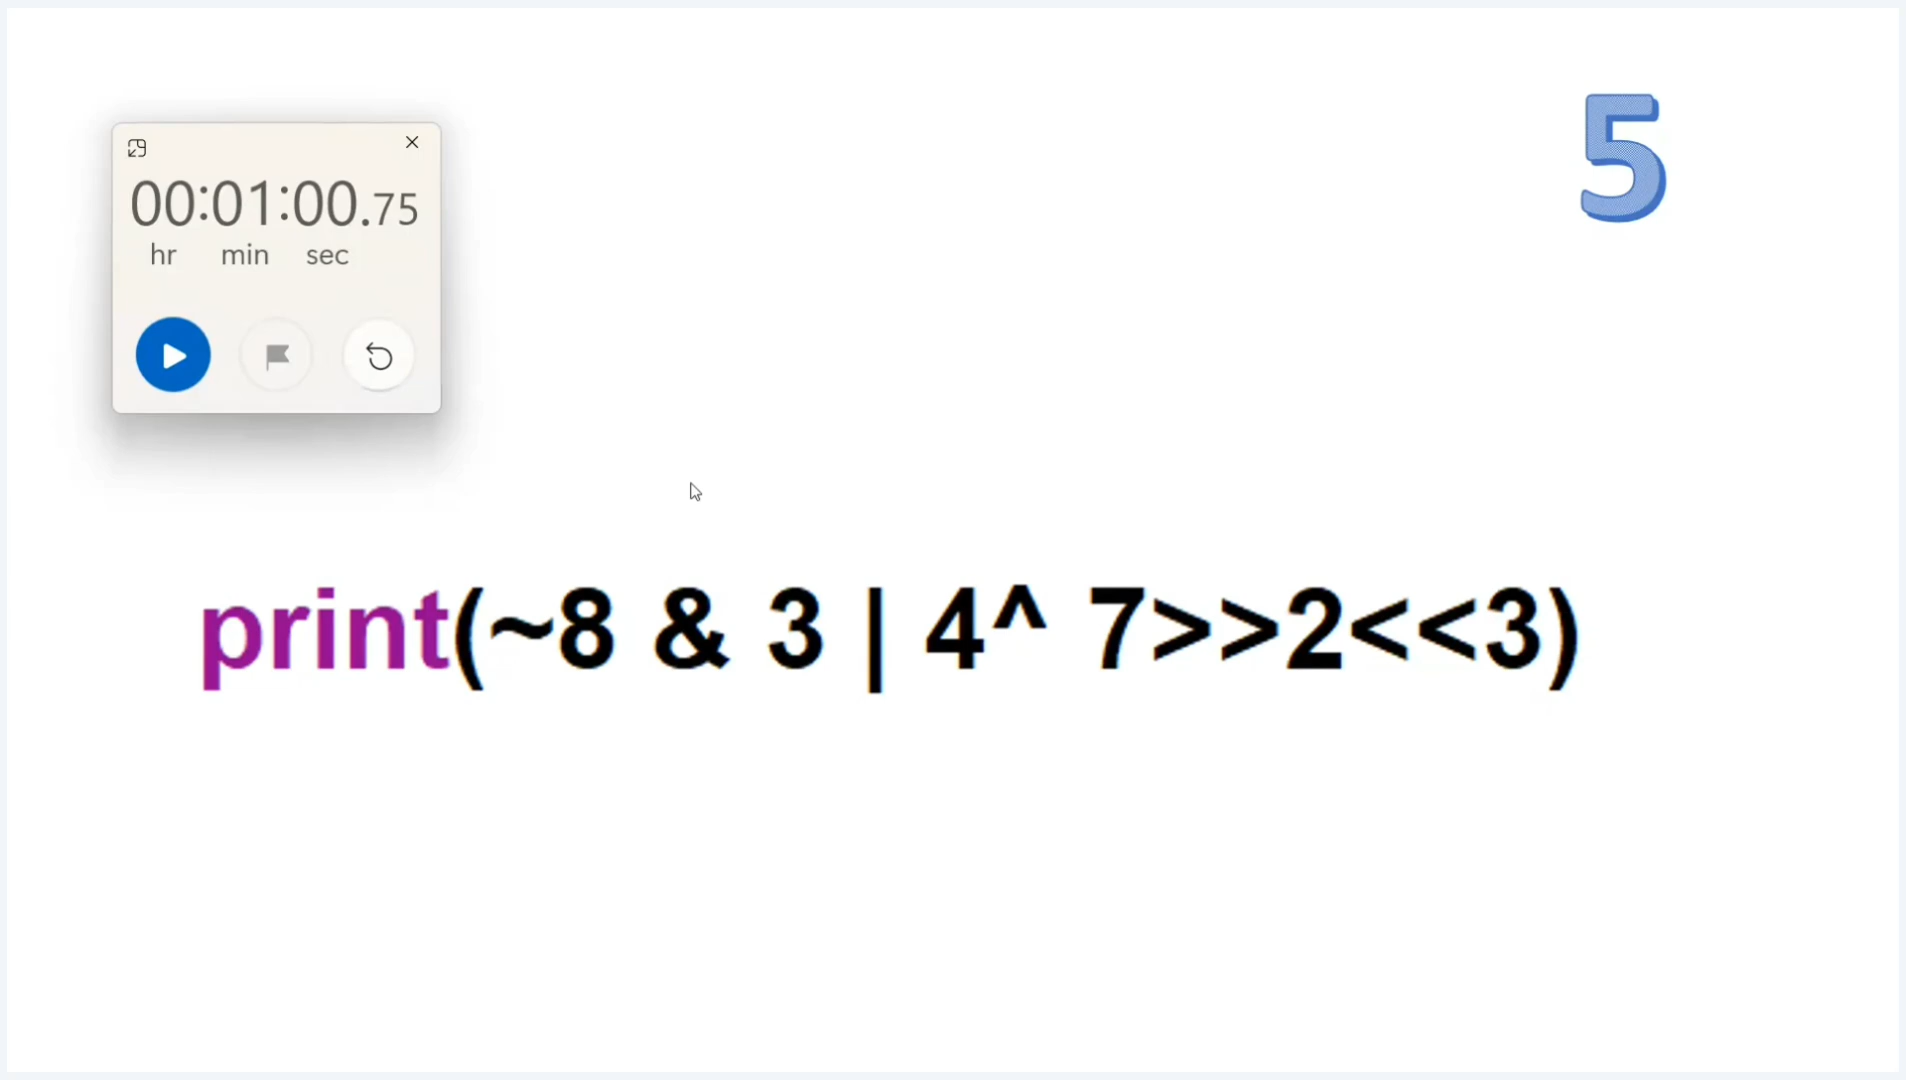 5
00:01:00.75
hr min sec
print(~8 & 3 | 4^ 7>>2<<3)